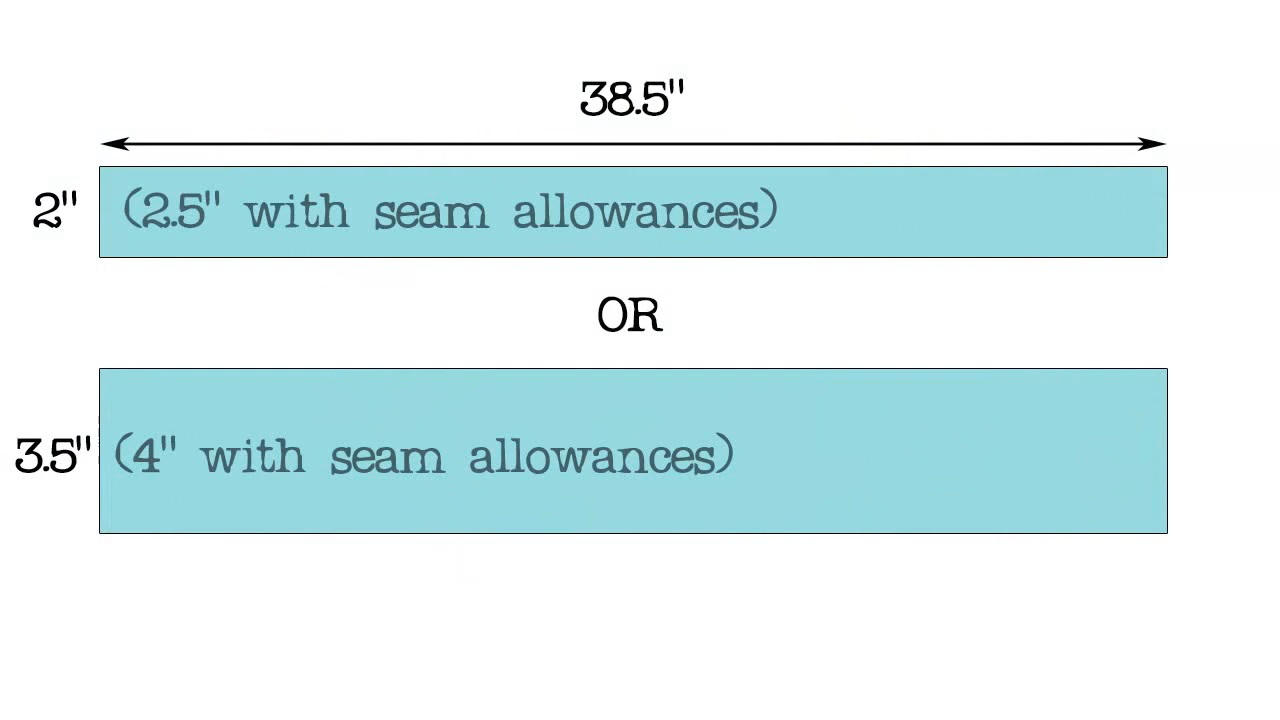 38.5"
2" (2.5" with seam allowances)
OR
3.5" (4" with seam allowances)